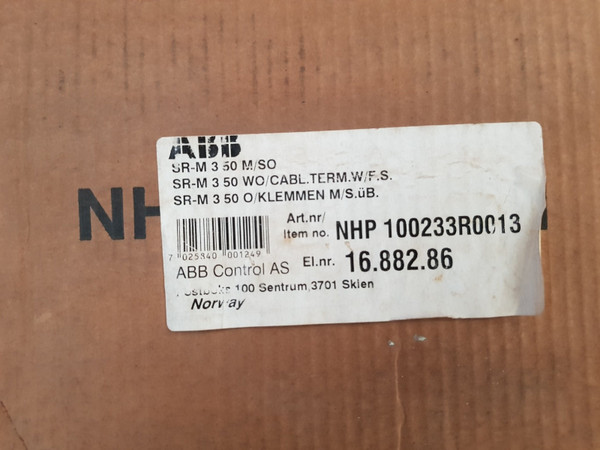 ABB
SR-M 3 50 M/SO
SR-M 3 50 WO/CABL.TERM.W/F.S.
SR-M 3 50 O/KLEMMEN M/S.üB.
Art.nr/
Item no. NHP 100233R0013
7 025840 001249
ABB Control AS El.nr. 16.882.86
100 Sentrum 3701 Skien
Norway
NH